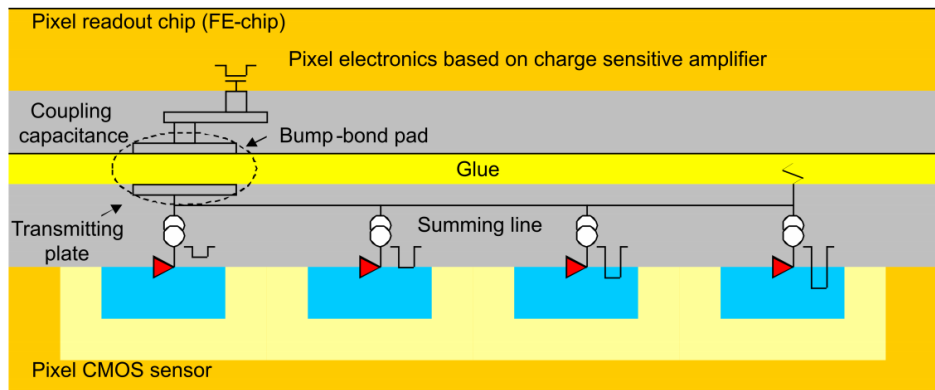 Pixel readout chip (FE-chip)
Pixel electronics based on charge sensitive amplifier
Coupling
capacitance
Bump-bond pad
Glue
Transmitting
plate
Summing line
Pixel CMOS sensor